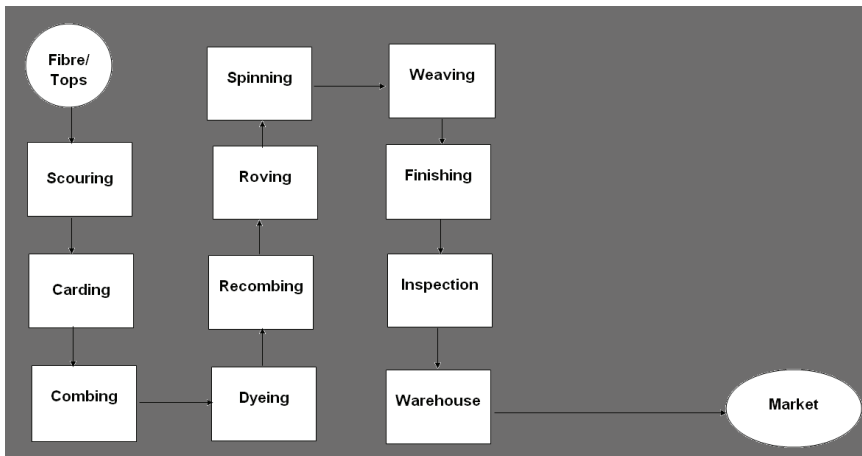 Fibre/
Tops
Scouring
Carding
Combing
Dyeing
Recombing
Roving
Spinning
Weaving
Finishing
Inspection
Warehouse
Market